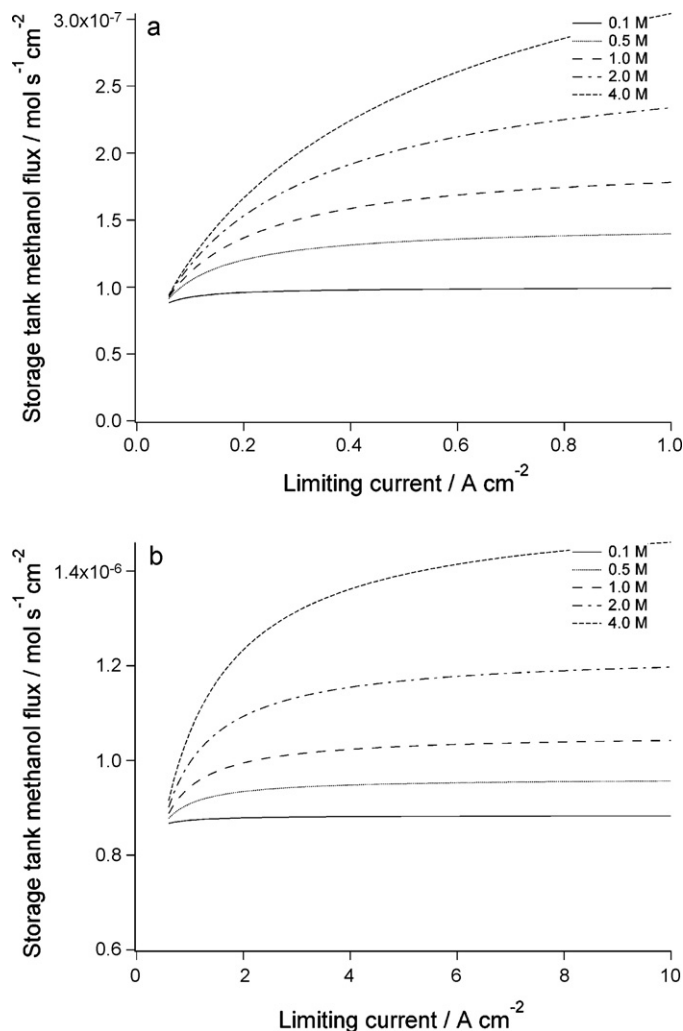 a
3.0x10⁻⁷
2.5
2.0
1.5
1.0
0.5
0.0
0.0 0.2 0.4 0.6 0.8 1.0
Limiting current / A cm⁻²
Storage tank methanol flux / mol s⁻¹ cm⁻²
0.1 M
0.5 M
1.0 M
2.0 M
4.0 M
b
1.4x10⁻⁶
1.2
1.0
0.8
0.6
0 2 4 6 8 10
Limiting current / A cm⁻²
Storage tank methanol flux / mol s⁻¹ cm⁻²
0.1 M
0.5 M
1.0 M
2.0 M
4.0 M